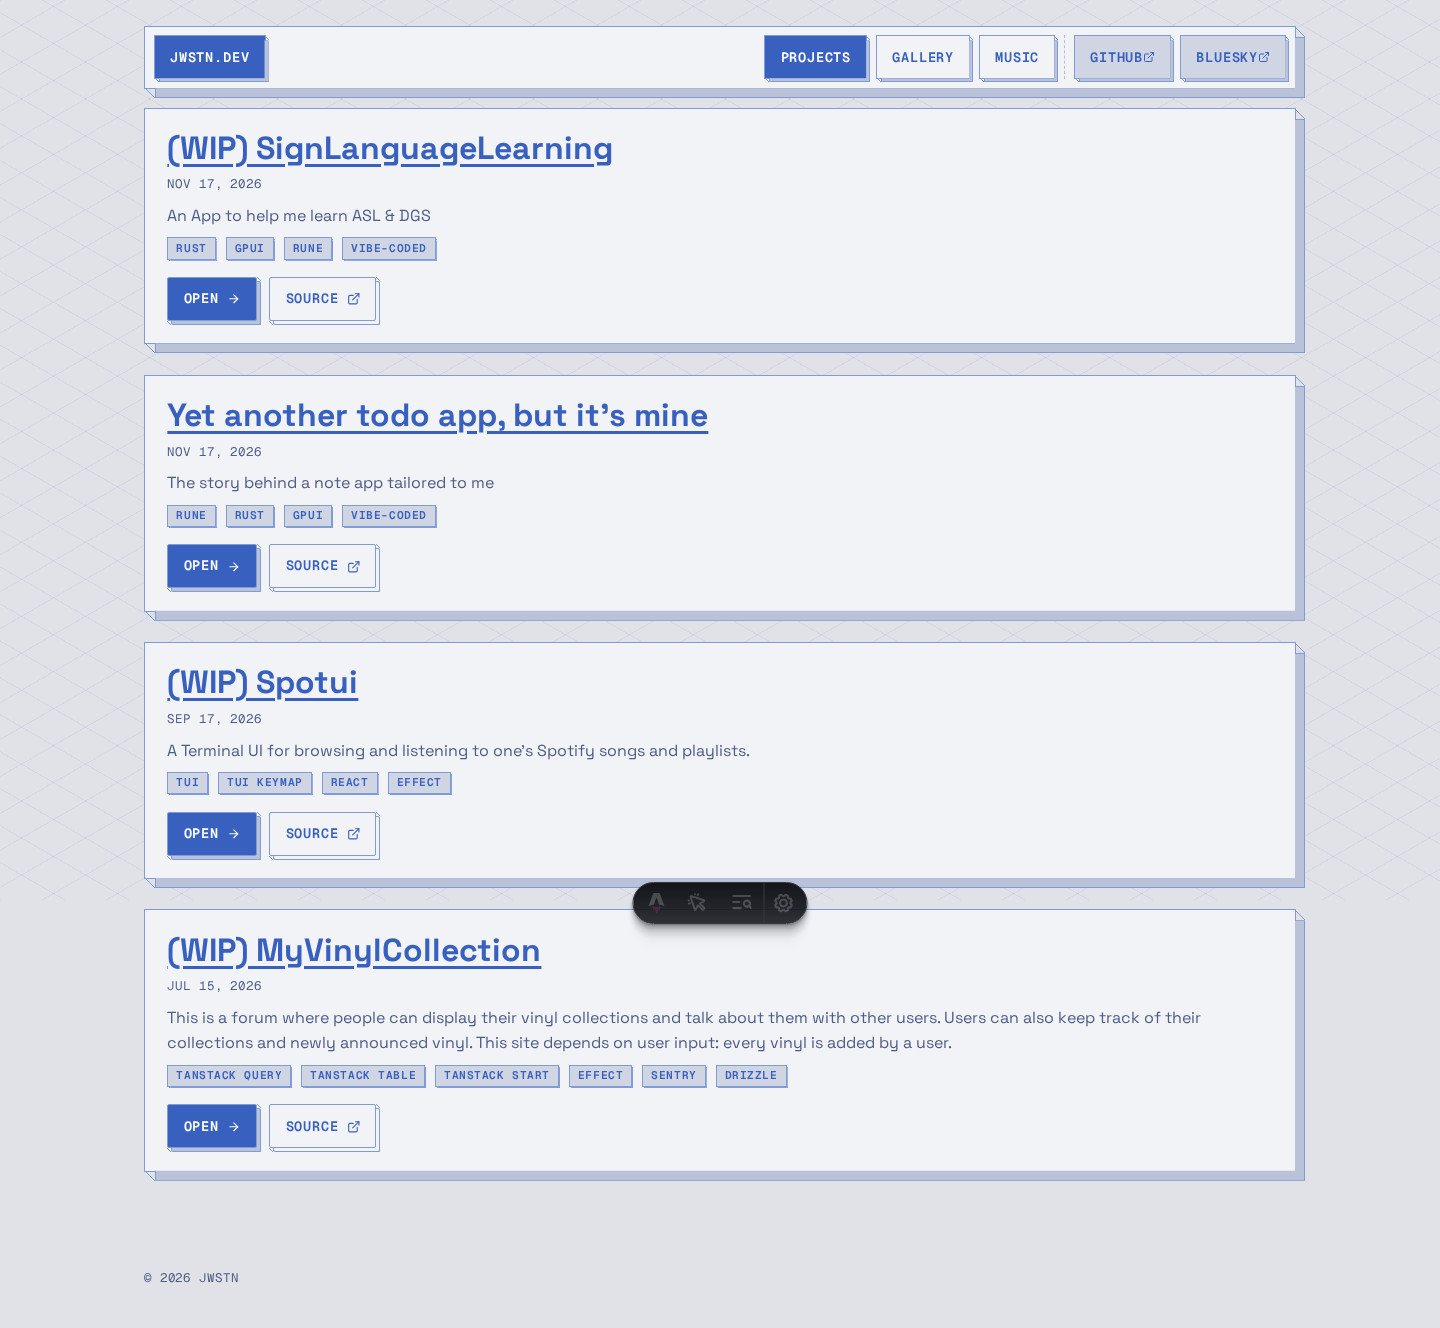 JWSTN.DEV PROJECTS GALLERY MUSIC GITHUB BLUESKY
(WIP) SignLanguageLearning
NOV 17, 2026
An App to help me learn ASL & DGS
RUST GPUI RUNE VIBE-CODED
OPEN SOURCE
Yet another todo app, but it’s mine
NOV 17, 2026
The story behind a note app tailored to me
RUNE RUST GPUI VIBE-CODED
OPEN SOURCE
(WIP) Spotui
SEP 17, 2026
A Terminal UI for browsing and listening to one’s Spotify songs and playlists.
TUI TUI KEYMAP REACT EFFECT
OPEN SOURCE
(WIP) MyVinylCollection
JUL 15, 2026
This is a forum where people can display their vinyl collections and talk about them with other users. Users can also keep track of their
collections and newly announced vinyl. This site depends on user input: every vinyl is added by a user.
TANSTACK QUERY TANSTACK TABLE TANSTACK START EFFECT SENTRY DRIZZLE
OPEN SOURCE
© 2026 JWSTN